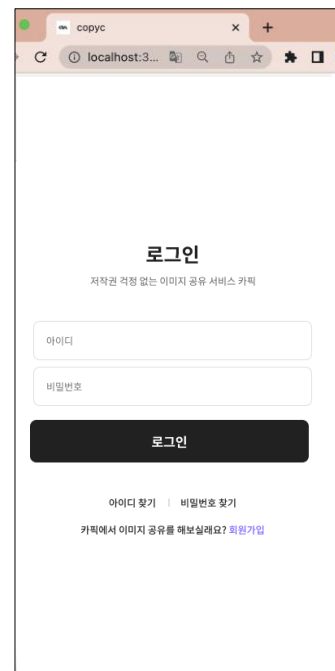 copyc
localhost:3...
로그인
저작권 걱정 없는 이미지 공유 서비스 카픽
아이디
비밀번호
로그인
아이디 찾기 | 비밀번호 찾기
카픽에서 이미지 공유를 해보실래요? 회원가입